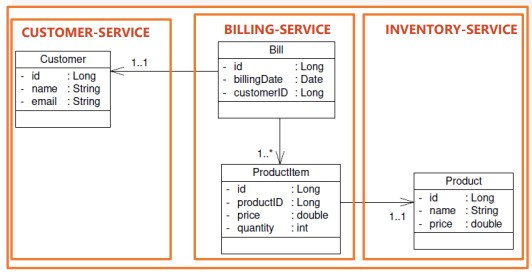 CUSTOMER-SERVICE
Customer
- id : Long
- name : String
- email : String
1..1
BILLING-SERVICE
Bill
- id : Long
- billingDate : Date
- customerID : Long
1..*
ProductItem
- id : Long
- productID : Long
- price : double
- quantity : int
INVENTORY-SERVICE
1..1
Product
- id : Long
- name : String
- price : double